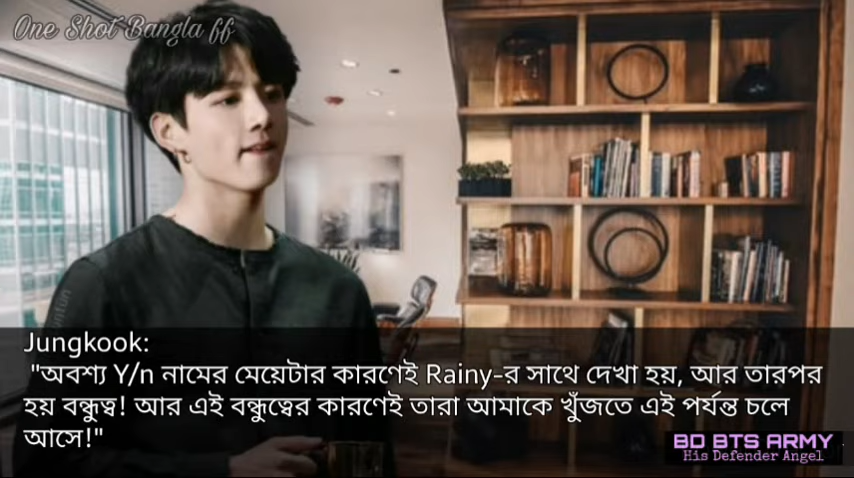 One Shot Bangla ff
Jungkook:
"অবশ্য Y/n নামের মেয়েটার কারণেই Rainy-র সাথে দেখা হয়, আর তারপর
হয় বন্ধুত্ব! আর এই বন্ধুত্বের কারণেই তারা আমাকে খুঁজতে এই পর্যন্ত চলে
আসে!"
BD BTS ARMY
His Defender Angel